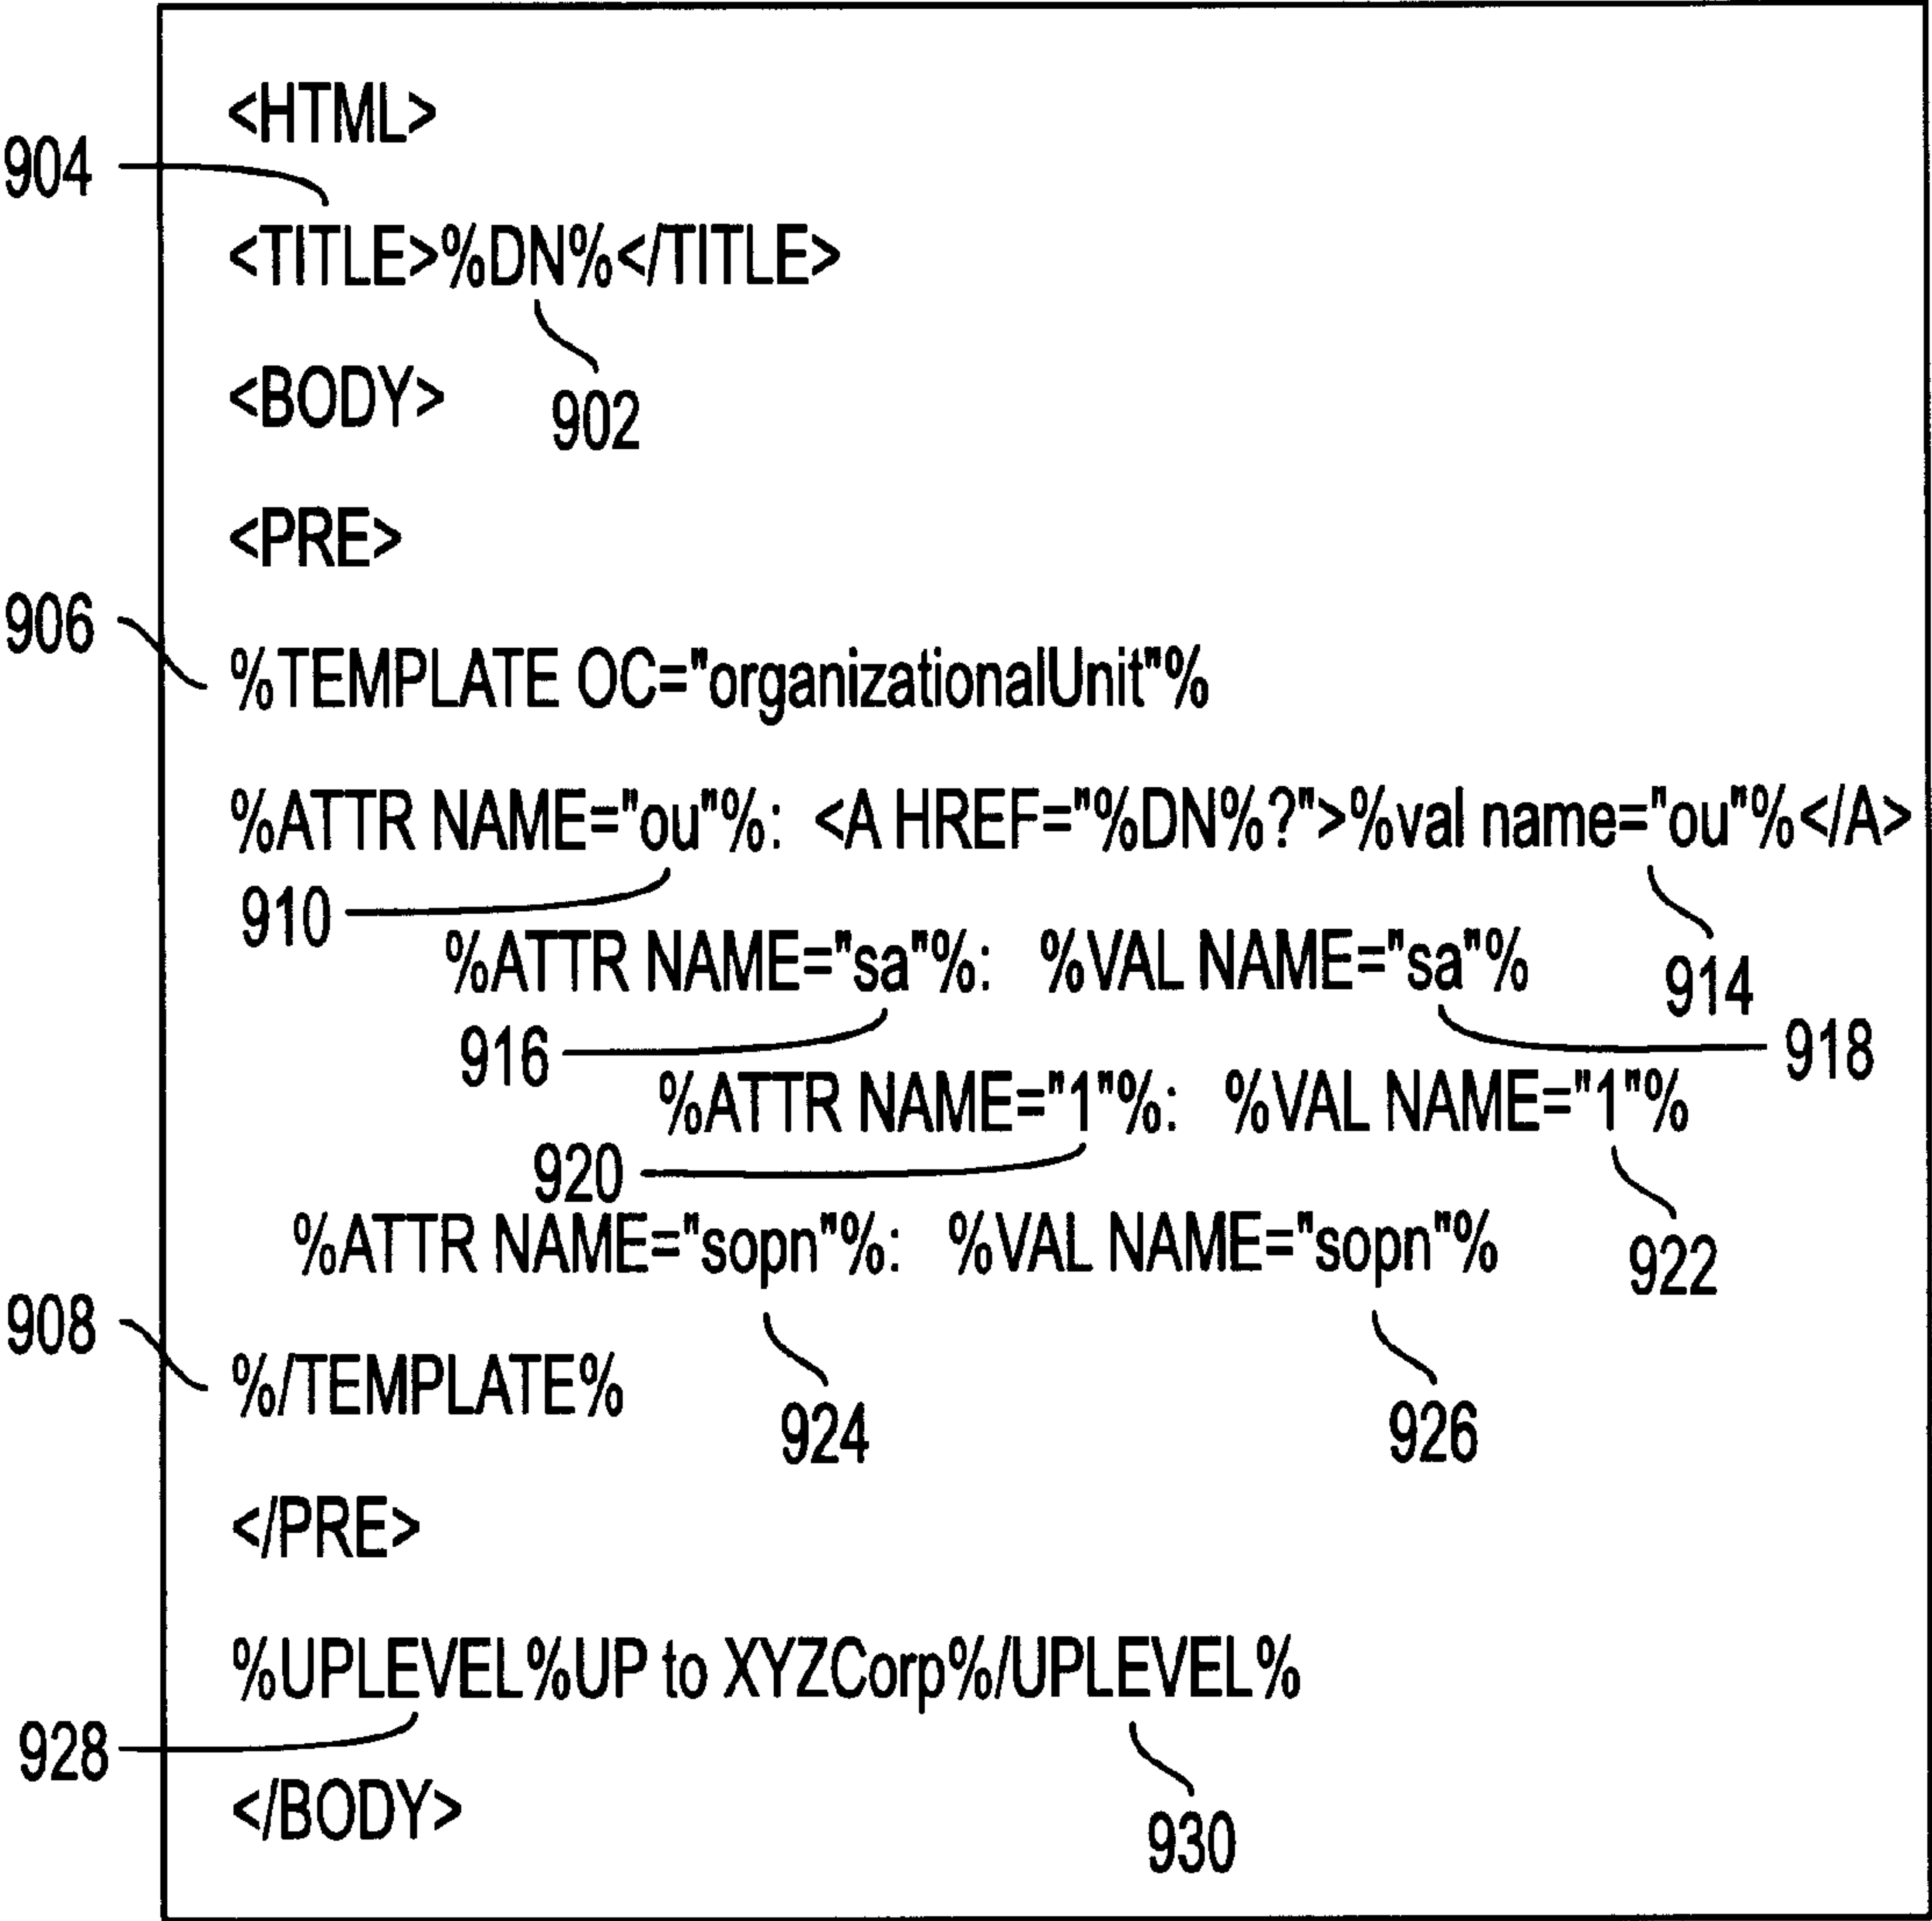 <HTML>
904
<TITLE>%DN%</TITLE>
<BODY>
902
<PRE>
906
%TEMPLATE OC="organizationalUnit"%
%ATTR NAME="ou"%: <A HREF="%DN%?">%val name="ou"%</A>
910
%ATTR NAME="sa"%: %VAL NAME="sa"%
914
916
918
%ATTR NAME="1"%: %VAL NAME="1"%
920
%ATTR NAME="sopn"%: %VAL NAME="sopn"%
922
908
%/TEMPLATE%
924
926
</PRE>
%UPLEVEL%UP to XYZCorp%/UPLEVEL%
928
</BODY>
930